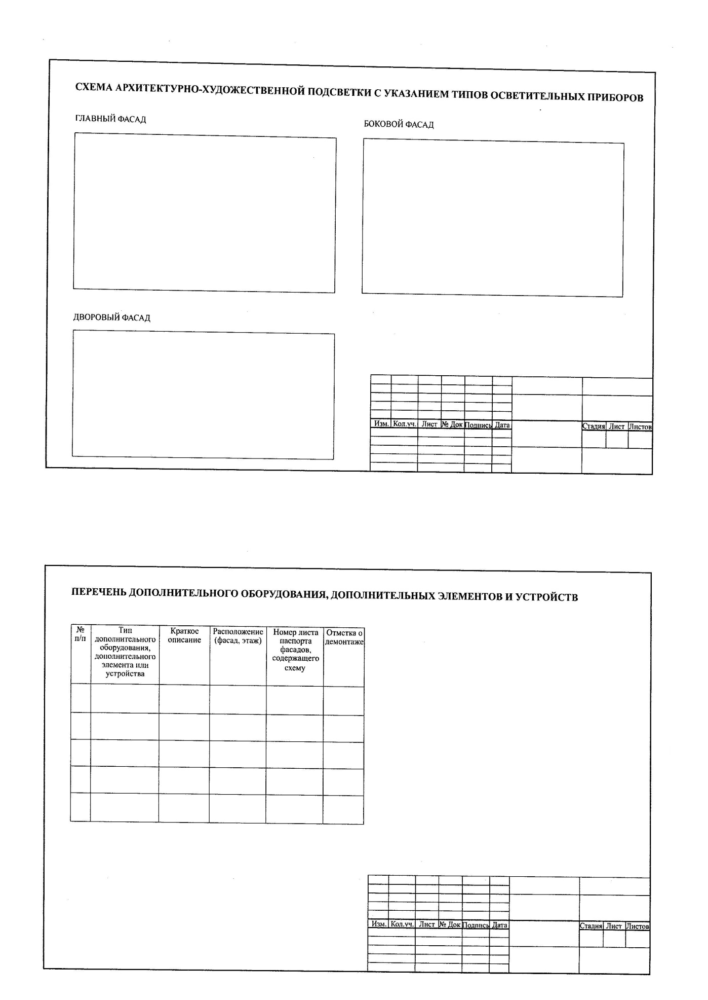 СХЕМА АРХИТЕКТУРНО-ХУДОЖЕСТВЕННОЙ ПОДСВЕТКИ С УКАЗАНИЕМ ТИПОВ ОСВЕТИТЕЛЬНЫХ ПРИБОРОВ
ГЛАВНЫЙ ФАСАД
БОКОВОЙ ФАСАД
ДВОРОВЫЙ ФАСАД
Изм. Кол.уч. Лист № Док Подпись Дата
Стадия Лист Листов
ПЕРЕЧЕНЬ ДОПОЛНИТЕЛЬНОГО ОБОРУДОВАНИЯ, ДОПОЛНИТЕЛЬНЫХ ЭЛЕМЕНТОВ И УСТРОЙСТВ
№
п/п
Тип
дополнительного
оборудования,
дополнительного
элемента или
устройства
Краткое
описание
Расположение
(фасад, этаж)
Номер листа
паспорта
фасадов,
содержащего
схему
Отметка о
демонтаже
Изм. Кол.уч. Лист № Док Подпись Дата
Стадия Лист Листов